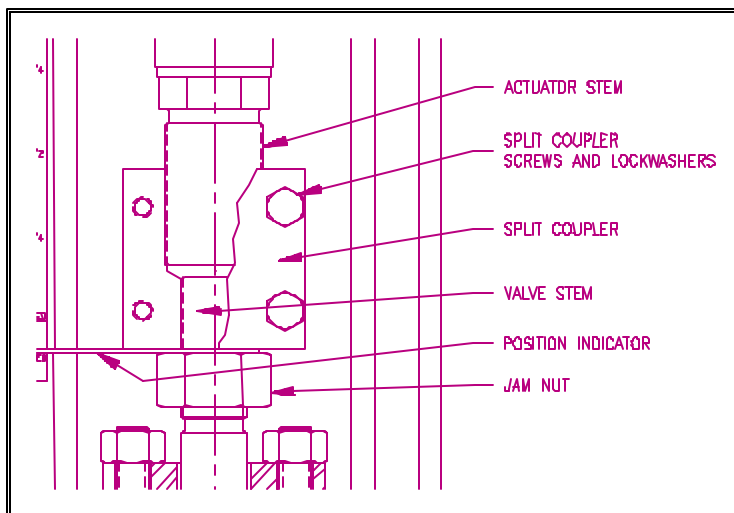 ACTUATOR STEM
SPLIT COUPLER
SCREWS AND LOCKWASHERS
SPLIT COUPLER
VALVE STEM
POSITION INDICATOR
JAM NUT